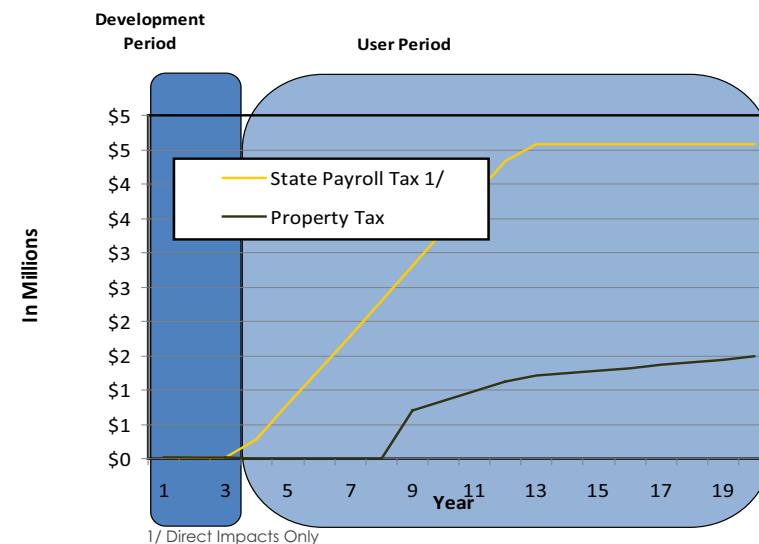 Development
Period
User Period
$5
$5
$4
$4
$3
$3
$2
$2
$1
$1
$0
In Millions
State Payroll Tax 1/
Property Tax
1 3 5 7 9 11 13 15 17 19
Year
1/ Direct Impacts Only